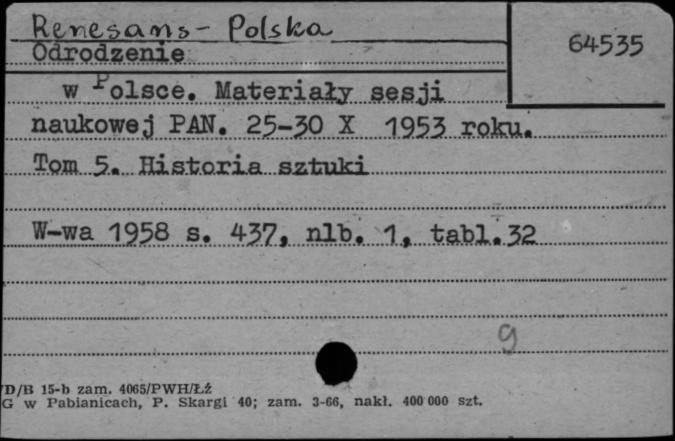 Renesans - Polska
64535
Odrodzenie
w Polsce. Materiały sesji
naukowej PAN. 25-30 X 1953 roku.
Tom 5. Historia sztuki
W-wa 1958 s. 437, nlb. 1, tabl.32
g
D/B 15-b zam. 4065/PWH/ŁŹ
G w Pabianicach, P. Skargi 40; zam. 3-66, nakł. 400 000 szt.